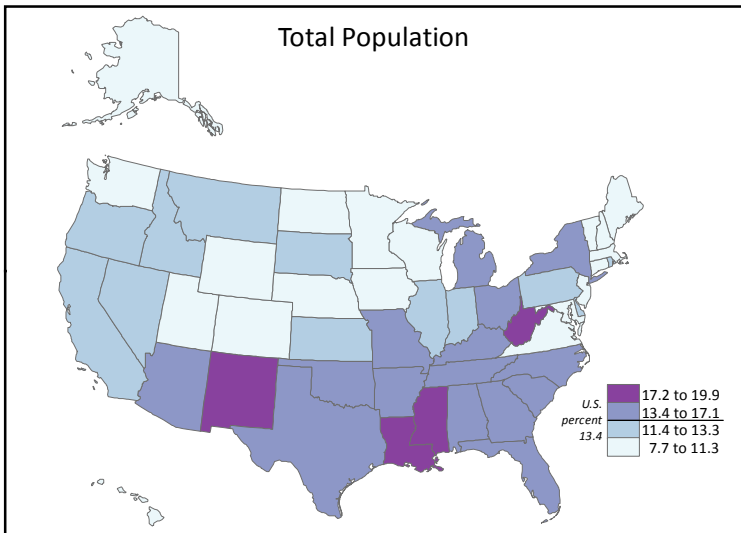 Total Population
17.2 to 19.9
13.4 to 17.1
11.4 to 13.3
7.7 to 11.3
U.S.
percent
13.4